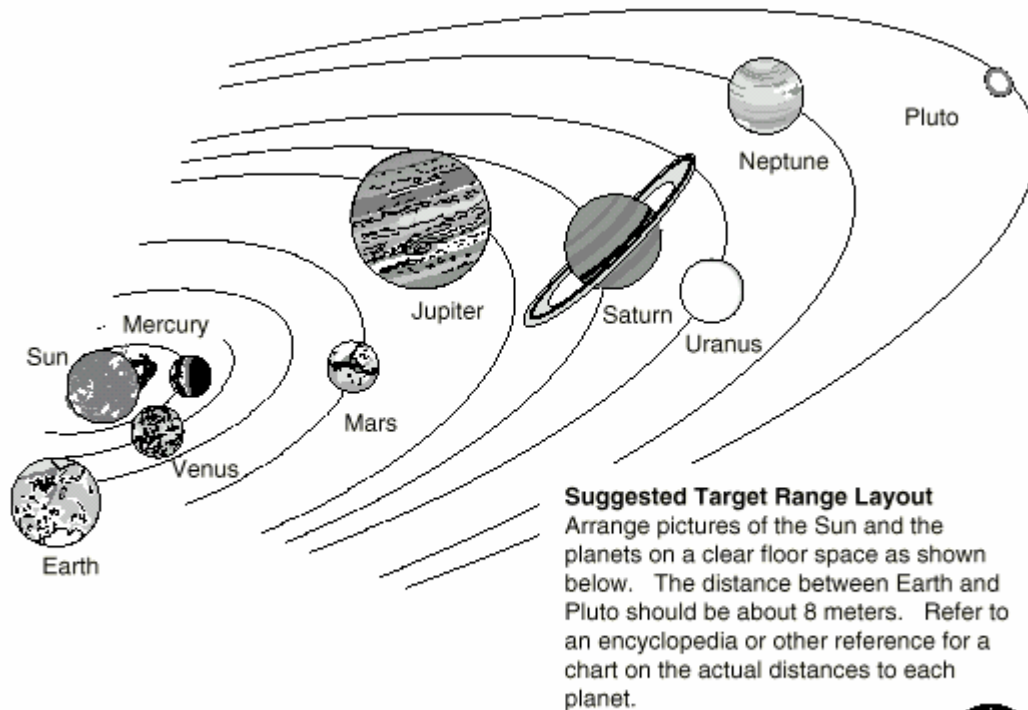 Pluto
Neptune
Jupiter
Saturn
Uranus
Mercury
Sun
Mars
Venus
Earth
Suggested Target Range Layout
Arrange pictures of the Sun and the
planets on a clear floor space as shown
below. The distance between Earth and
Pluto should be about 8 meters. Refer to
an encyclopedia or other reference for a
chart on the actual distances to each
planet.